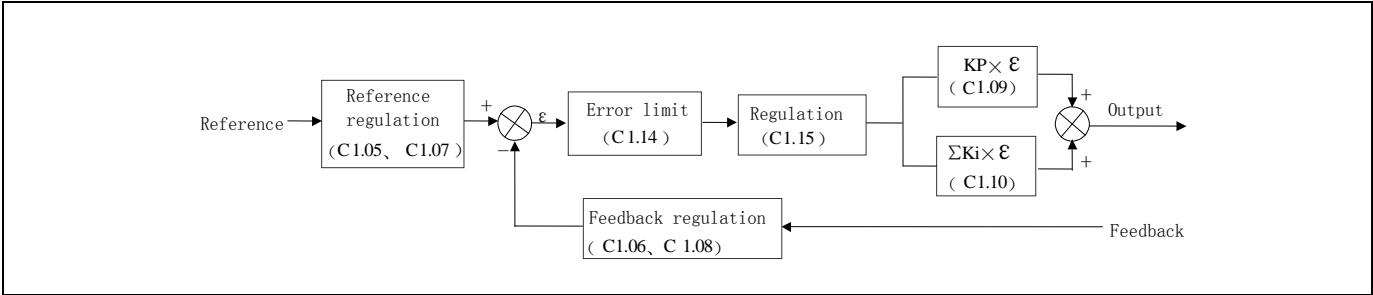 Reference
Reference
regulation
(C1.05、 C1.07 )
+
−
ε
Error limit
(C 1.14)
Regulation
(C1.15)
KP× ε
( C1.09)
ΣKi× ε
( C1.10)
+
+
Output
Feedback regulation
( C1.06、C 1.08)
Feedback